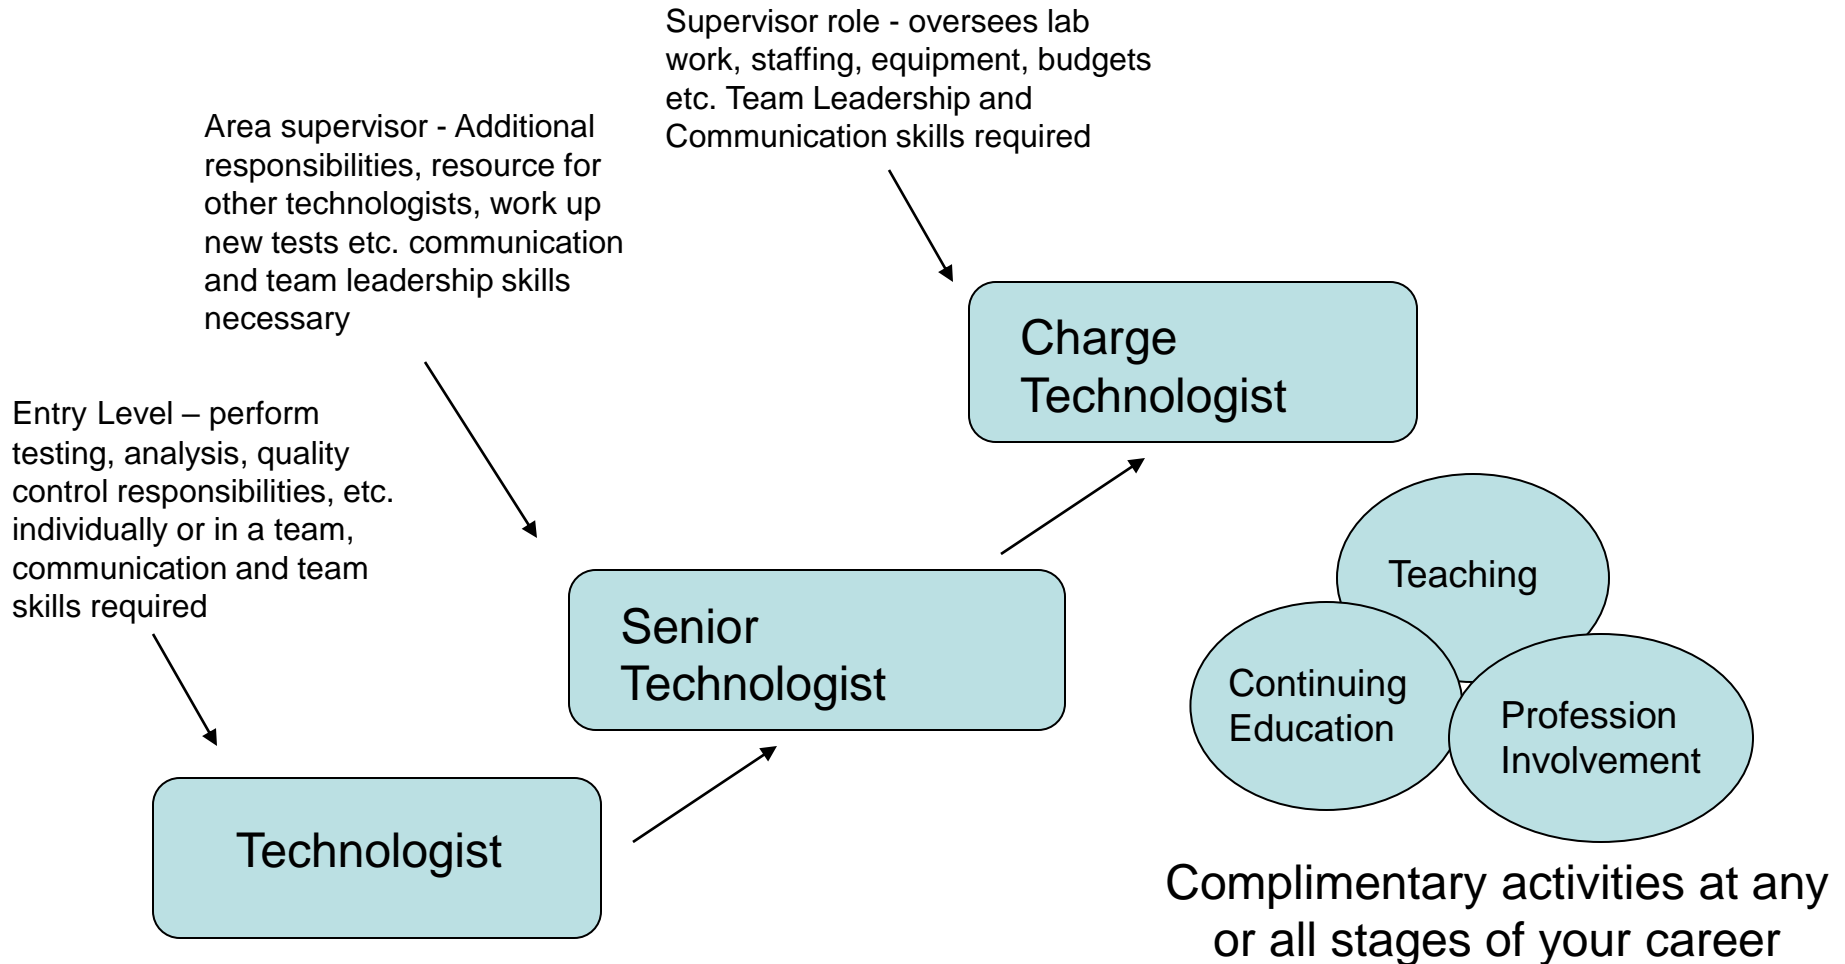 Supervisor role - oversees lab
work, staffing, equipment, budgets
etc. Team Leadership and
Communication skills required
Area supervisor - Additional
responsibilities, resource for
other technologists, work up
new tests etc. communication
and team leadership skills
necessary
Entry Level – perform
testing, analysis, quality
control responsibilities, etc.
individually or in a team,
communication and team
skills required
Charge
Technologist
Senior
Technologist
Technologist
Teaching
Continuing
Education
Profession
Involvement
Complimentary activities at any
or all stages of your career